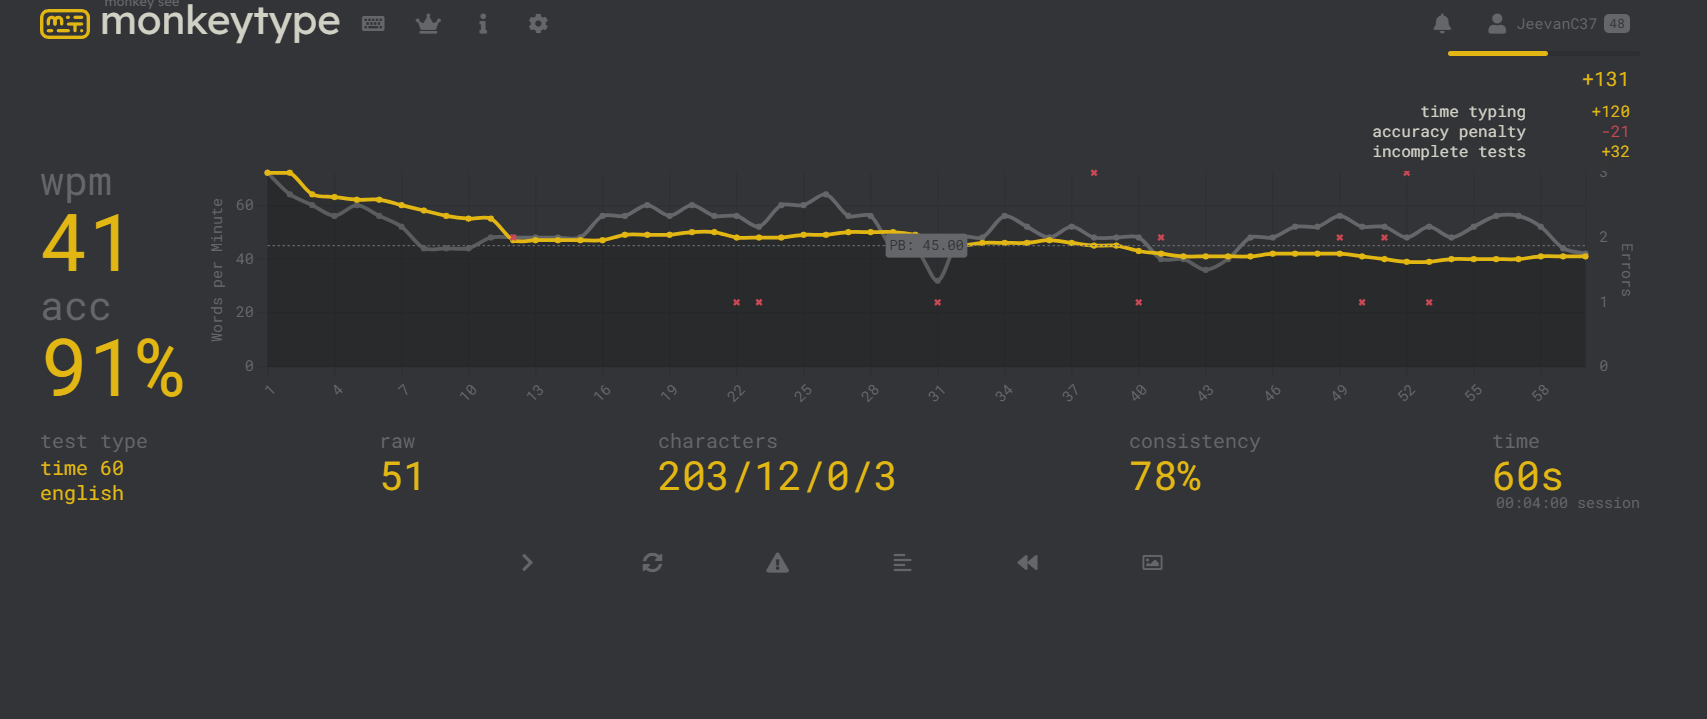 monkey see
monkeytype
JeevanC37 48
+131
time typing +120
accuracy penalty -21
incomplete tests +32
wpm
41
acc
91%
Words per Minute
60
40
20
0
PB: 45.00
3
2
1
0
Errors
1 4 7 10 13 16 19 22 25 28 31 34 37 40 43 46 49 52 55 58
test type
time 60
english
raw
51
characters
203/12/0/3
consistency
78%
time
60s
00:04:00 session